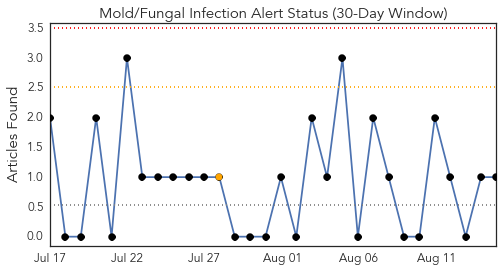 Mold/Fungal Infection Alert Status (30-Day Window)
Articles Found
3.5
3.0
2.5
2.0
1.5
1.0
0.5
0.0
Jul 17 Jul 22 Jul 27 Aug 01 Aug 06 Aug 11